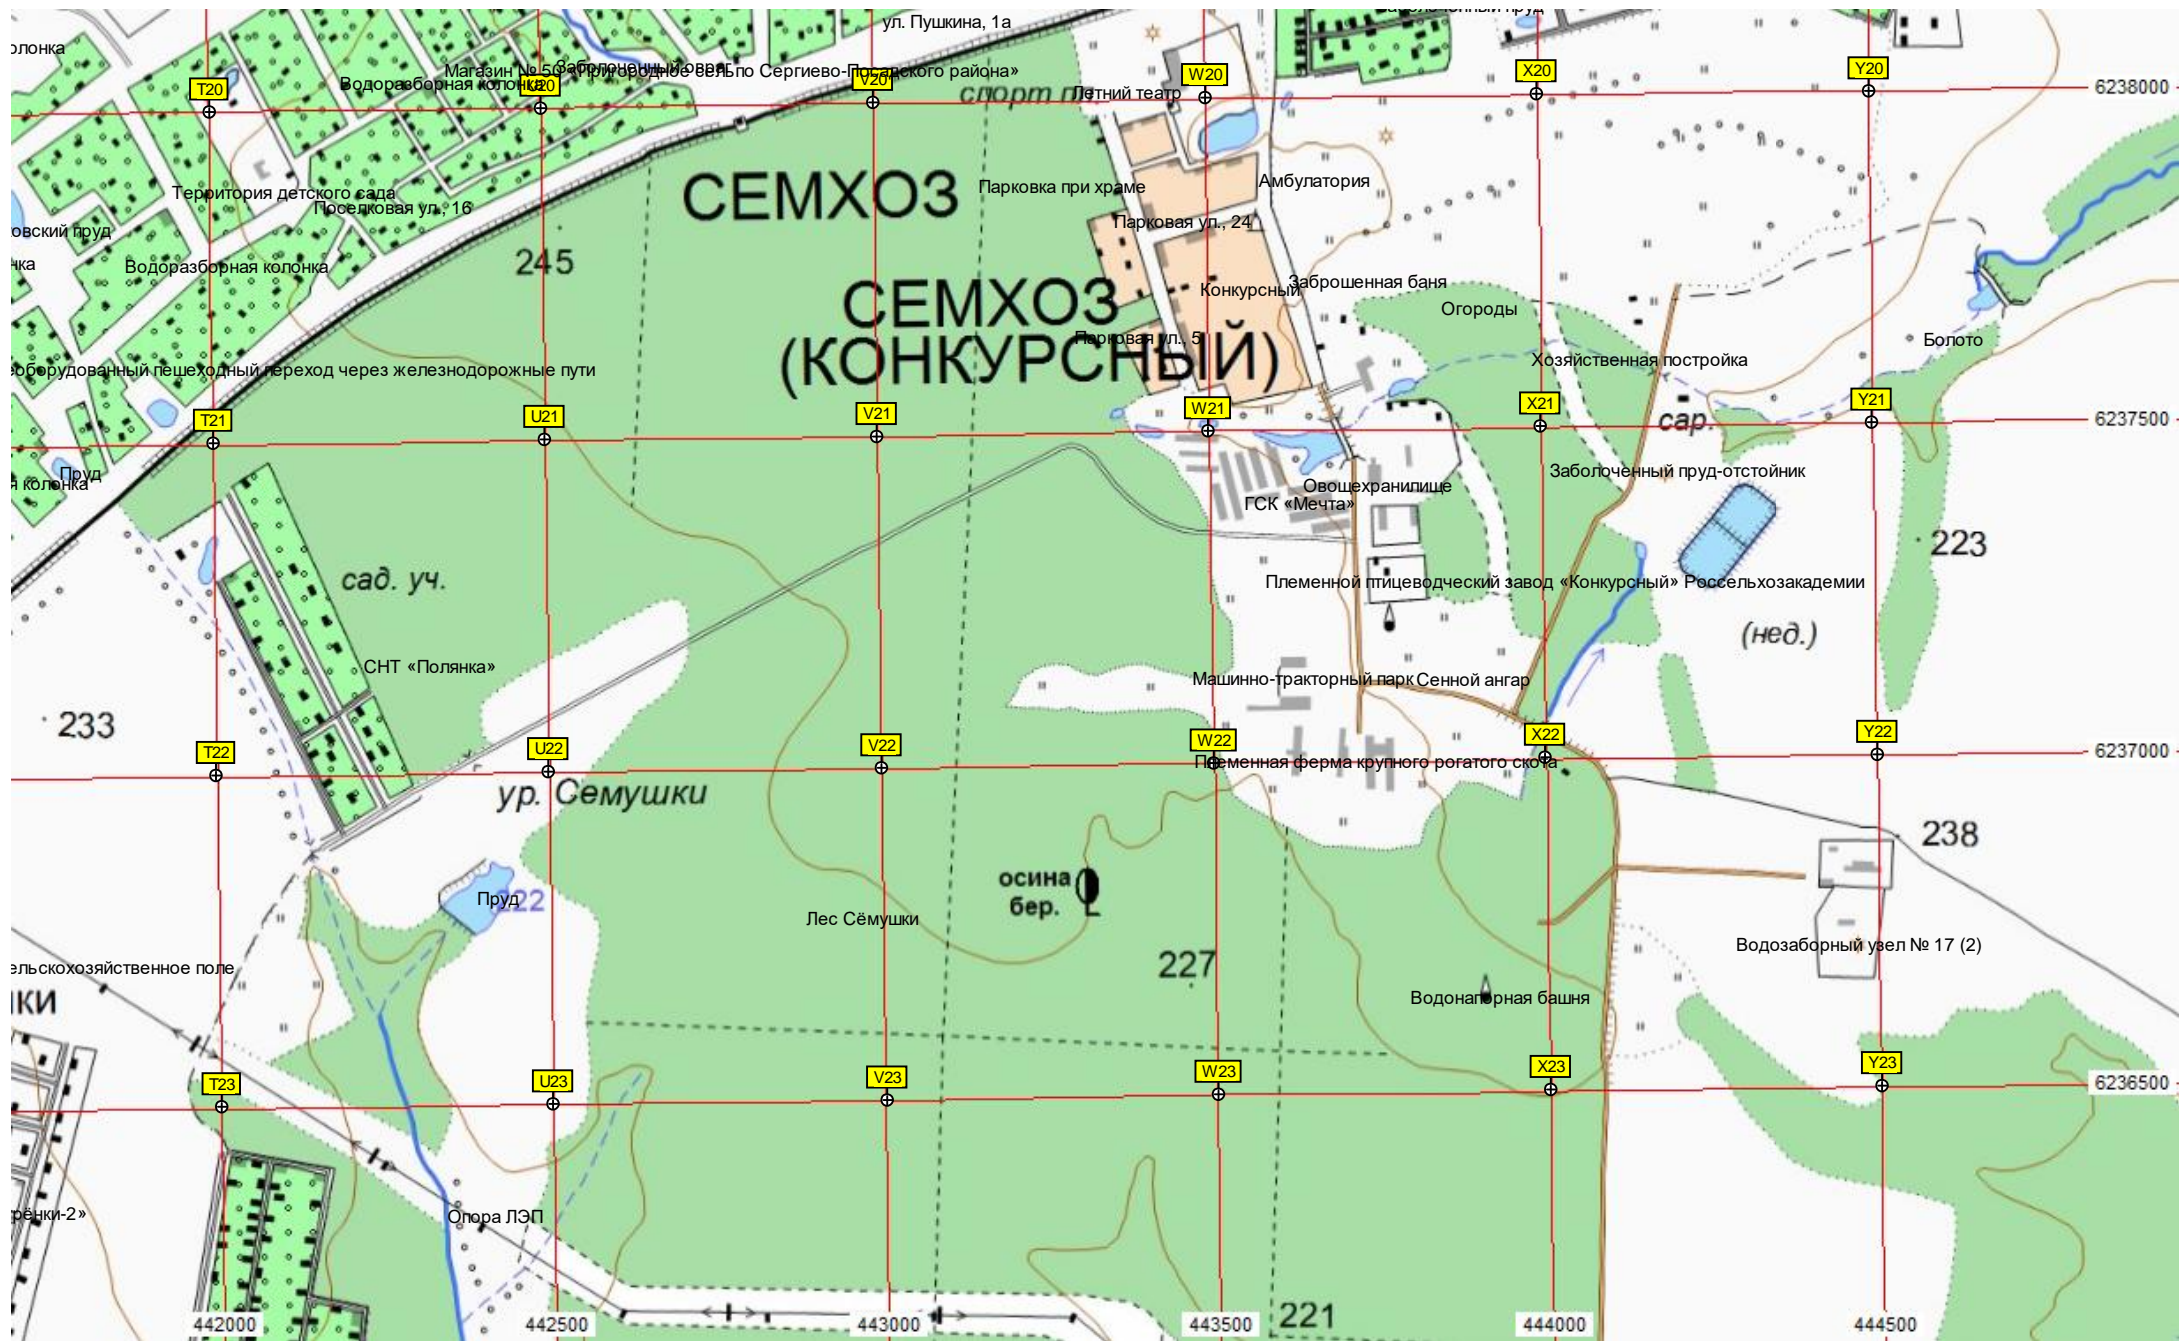 ул. Пушкина, 1а
Заболоченный овраг
Магазин № 50 «Пригородное сельпо Сергиево-Посадского района»
Водоразборная колонка
T20
U20
V20
W20
X20
Y20
6238000
спорт пл.
Летний театр
СЕМХОЗ
Парковка при храме
Амбулатория
Территория детского сада
Поселковая ул., 16
Парковая ул., 24
245
Водоразборная колонка
СЕМХОЗ
(КОНКУРСНЫЙ)
Конкурсный
Заброшенная баня
Огороды
Парковая ул., 5
Болото
Хозяйственная постройка
пешеходный переход через железнодорожные пути
T21
U21
V21
W21
X21
Y21
6237500
сар.
Пруд
колонка
Заболоченный пруд-отстойник
Овощехранилище
ГСК «Мечта»
223
сад. уч.
Племенной птицеводческий завод «Конкурсный» Россельхозакадемии
(нед.)
СНТ «Полянка»
Машинно-тракторный парк
Сенной ангар
233
T22
U22
V22
W22
X22
Y22
6237000
Племенная ферма крупного рогатого скота
ур. Семушки
238
осина
бер.
Пруд
222
Лес Сёмушки
Водозаборный узел № 17 (2)
227
ельскохозяйственное поле
Водонапорная башня
T23
U23
V23
W23
X23
Y23
6236500
Опора ЛЭП
221
442000
442500
443000
443500
444000
444500